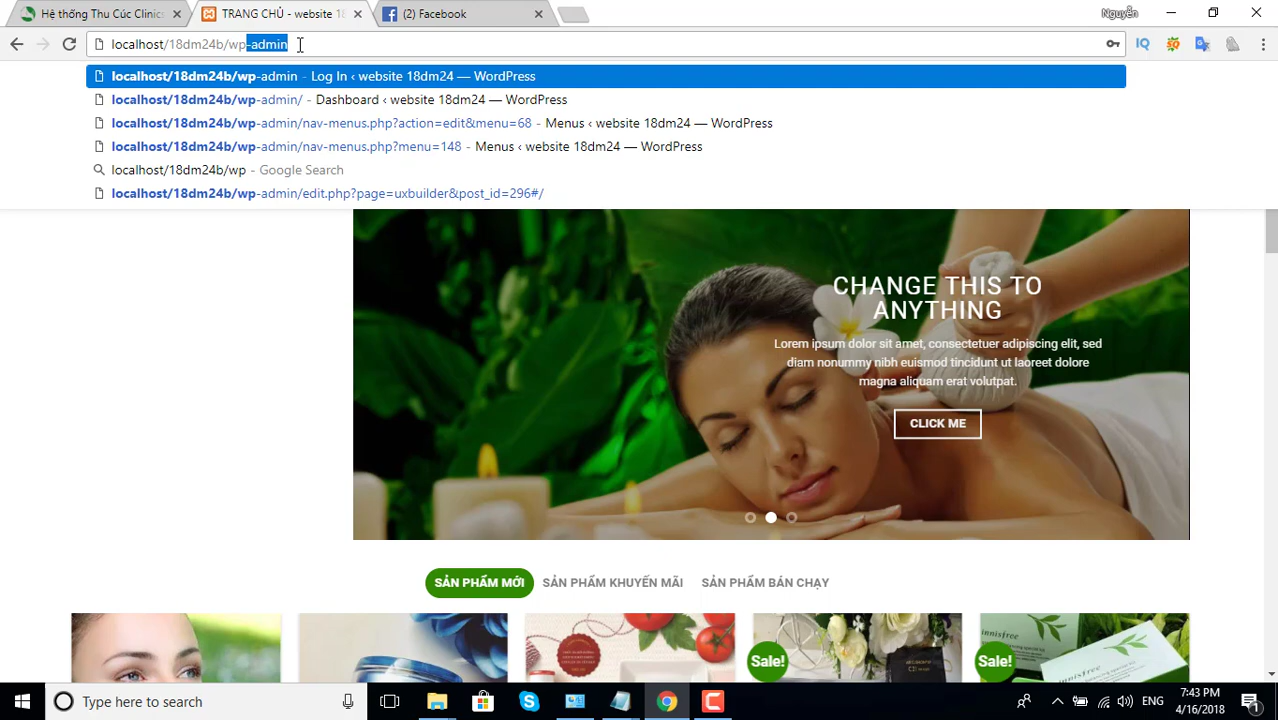 Hệ thống Thu Cúc Clinics
TRANG CHỦ - website 18
(2) Facebook
Nguyễn
localhost/18dm24b/wp-admin
IQ
localhost/18dm24b/wp-admin - Log In ‹ website 18dm24 — WordPress
localhost/18dm24b/wp-admin/ - Dashboard ‹ website 18dm24 — WordPress
localhost/18dm24b/wp-admin/nav-menus.php?action=edit&menu=68 - Menus ‹ website 18dm24 — WordPress
localhost/18dm24b/wp-admin/nav-menus.php?menu=148 - Menus ‹ website 18dm24 — WordPress
localhost/18dm24b/wp - Google Search
localhost/18dm24b/wp-admin/edit.php?page=uxbuilder&post_id=296#/
CHANGE THIS TO
ANYTHING
Lorem ipsum dolor sit amet, consectetuer adipiscing elit, sed
diam nonummy nibh euismod tincidunt ut laoreet dolore
magna aliquam erat volutpat.
CLICK ME
SẢN PHẨM MỚI SẢN PHẨM KHUYẾN MÃI SẢN PHẨM BÁN CHẠY
Sale!
Sale!
innisfree
Type here to search
ENG
7:43 PM
4/16/2018
1